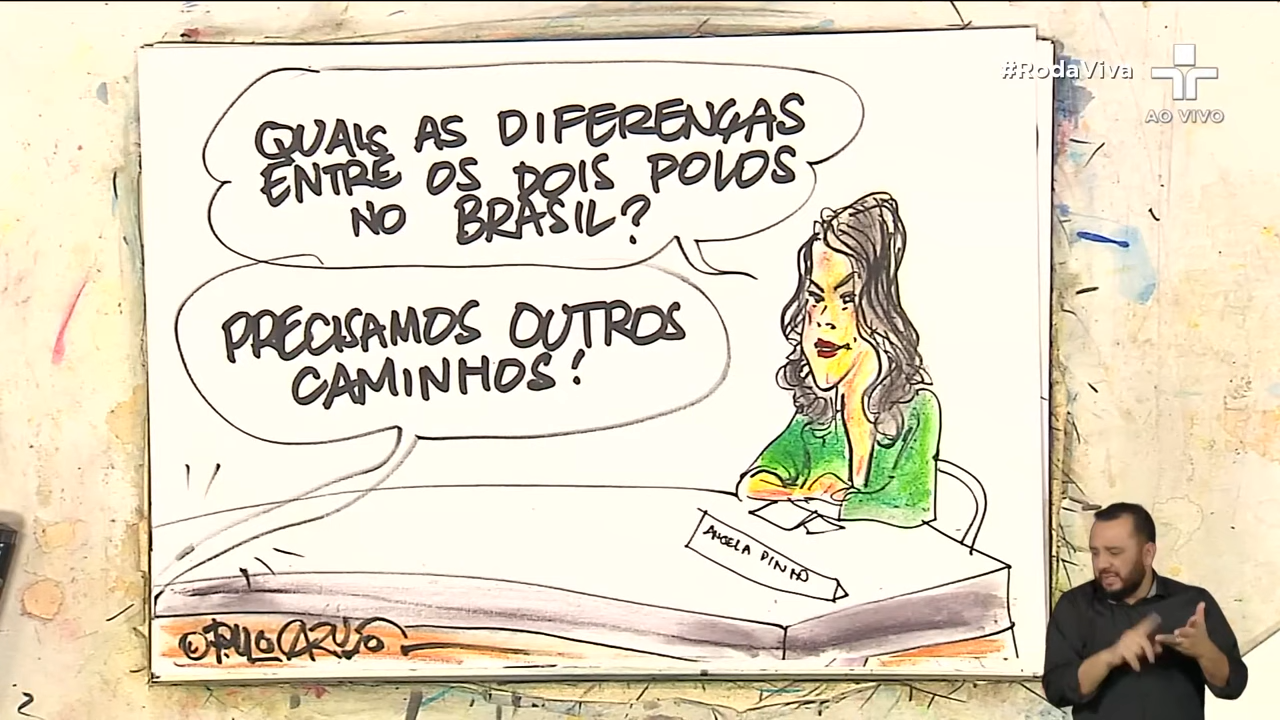 #RodaViva
AO VIVO
QUAIS AS DIFERENÇAS
ENTRE OS DOIS POLOS
NO BRASIL?
PRECISAMOS OUTROS
CAMINHOS!
ANGELA PINHO
© PAULO CARUSO
2